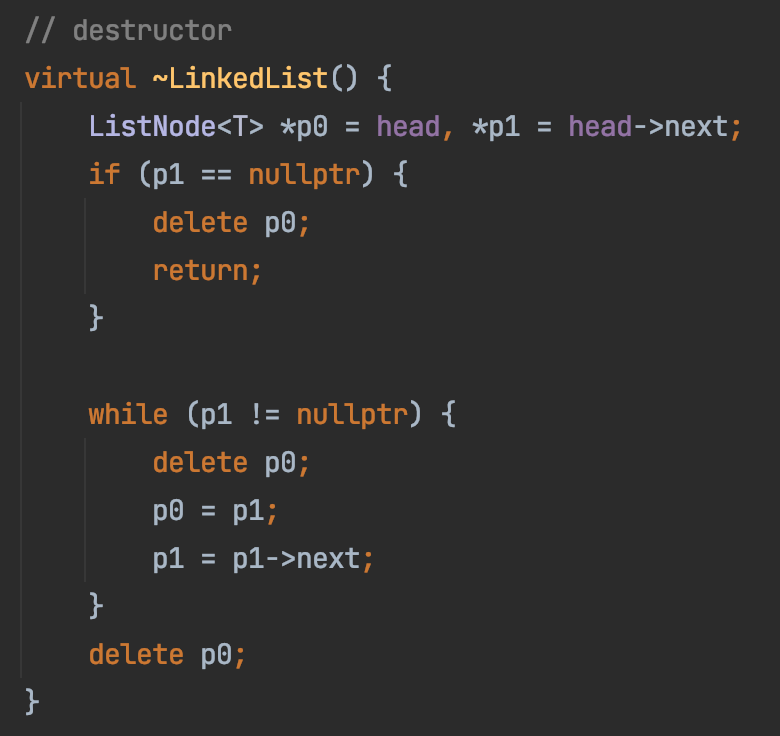 // destructor
virtual ~LinkedList() {
    ListNode<T> *p0 = head, *p1 = head->next;
    if (p1 == nullptr) {
        delete p0;
        return;
    }

    while (p1 != nullptr) {
        delete p0;
        p0 = p1;
        p1 = p1->next;
    }
    delete p0;
}